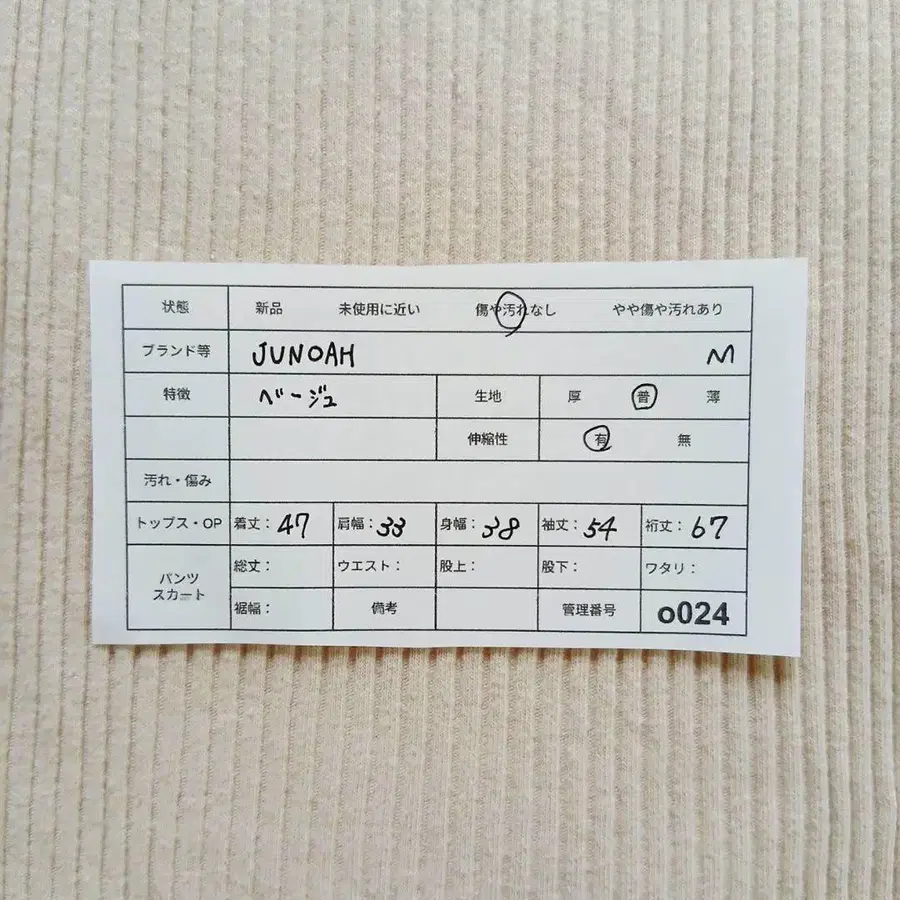 状態 新品 未使用に近い 傷や汚れなし やや傷や汚れあり
ブランド等 JUNOAH M
特徴 ベージュ 生地 厚 普 薄
伸縮性 有 無
汚れ・傷み
トップス・OP 着丈: 47 肩幅: 33 身幅: 38 袖丈: 54 裄丈: 67
パンツ 総丈: ウエスト: 股上: 股下: ワタリ:
スカート
裾幅: 備考 管理番号 o024